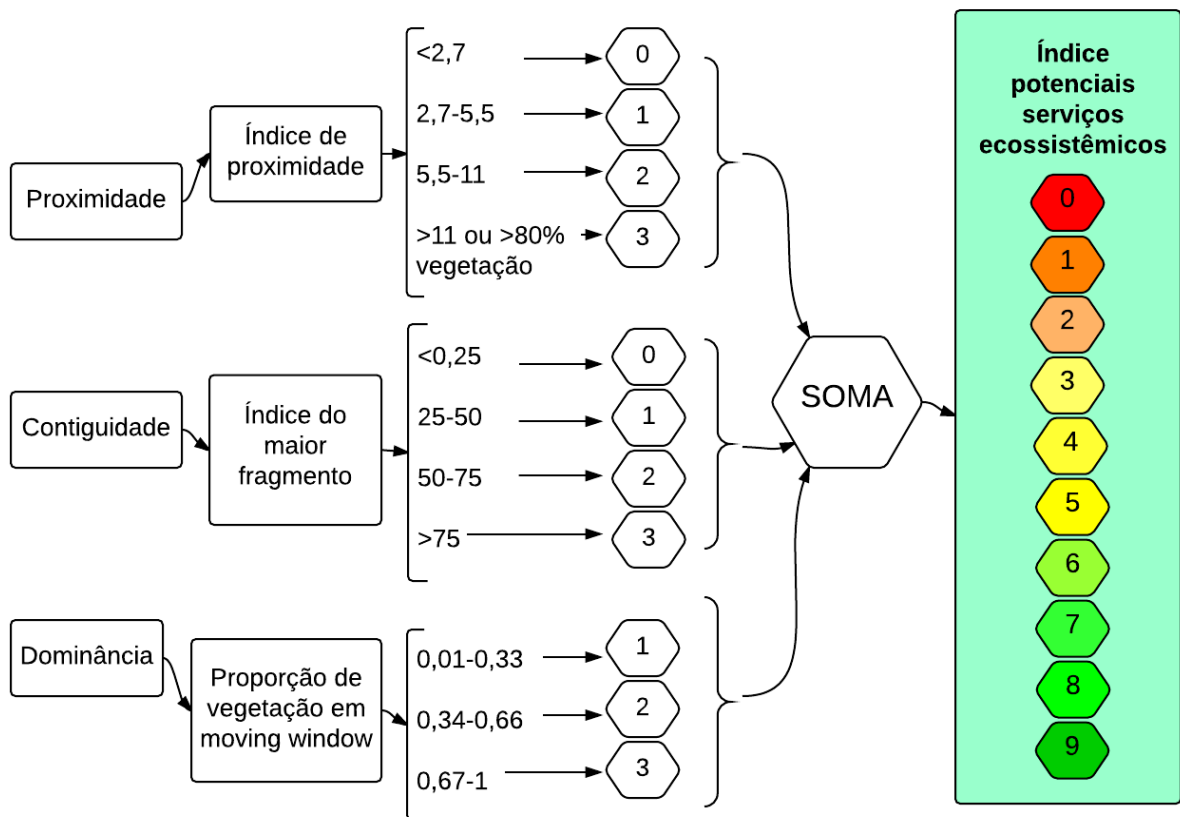 Proximidade
Índice de
proximidade
<2,7
0
2,7-5,5
1
5,5-11
2
>11 ou >80%
vegetação
3
Contiguidade
Índice do
maior
fragmento
<0,25
0
25-50
1
50-75
2
>75
3
Dominância
Proporção de
vegetação em
moving window
0,01-0,33
1
0,34-0,66
2
0,67-1
3
SOMA
Índice
potenciais
serviços
ecossistêmicos
0
1
2
3
4
5
6
7
8
9